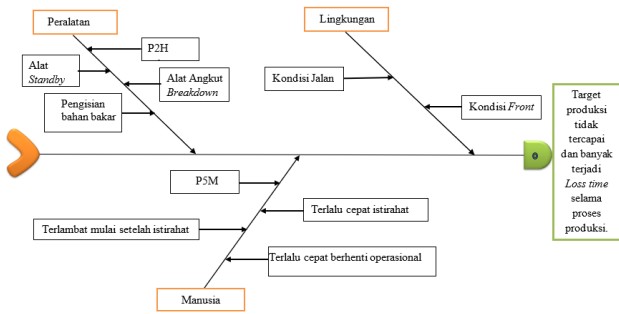 Peralatan
Lingkungan
P2H
Alat
Standby
Alat Angkut
Breakdown
Pengisian
bahan bakar
Kondisi Jalan
Kondisi Front
Target
produksi
tidak
tercapai
dan banyak
terjadi
Loss time
selama
proses
produksi.
P5M
Terlalu cepat istirahat
Terlambat mulai setelah istirahat
Terlalu cepat berhenti operasional
Manusia